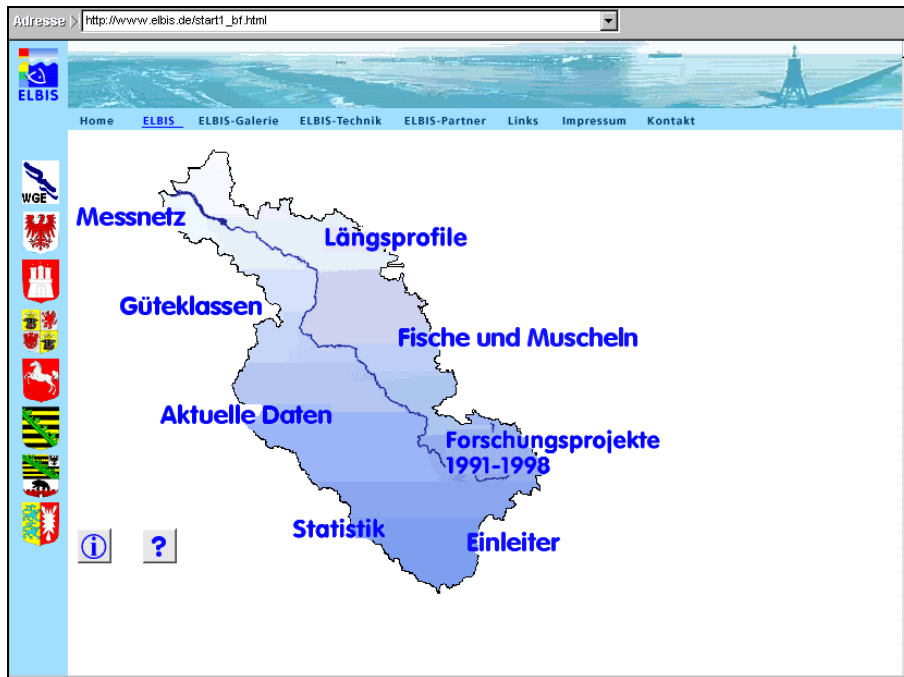 Adresse http://www.elbis.de/start1_bf.html
ELBIS
Home ELBIS ELBIS-Galerie ELBIS-Technik ELBIS-Partner Links Impressum Kontakt
WGE
Messnetz
Längsprofile
Güteklassen
Fische und Muscheln
Aktuelle Daten
Forschungsprojekte
1991-1998
Statistik
Einleiter
i ?